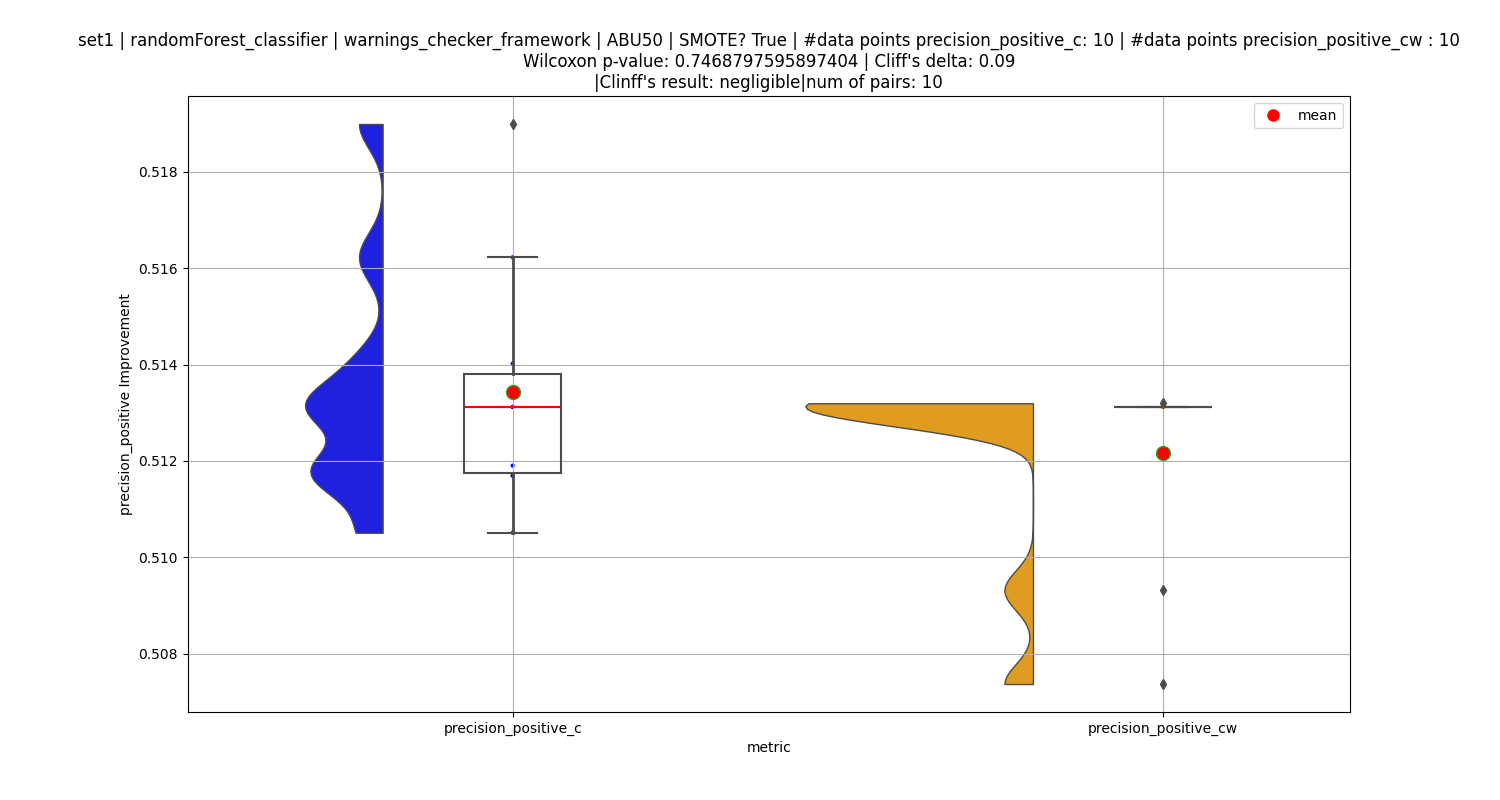 set1 | randomForest_classifier | warnings_checker_framework | ABU50 | SMOTE? True | #data points precision_positive_c: 10 | #data points precision_positive_cw : 10
Wilcoxon p-value: 0.7468797595897404 | Cliff's delta: 0.09
|Clinff's result: negligible|num of pairs: 10
mean
0.518
0.516
0.514
0.512
0.510
0.508
precision_postive Improvement
precision_positive_c
precision_positive_cw
metric